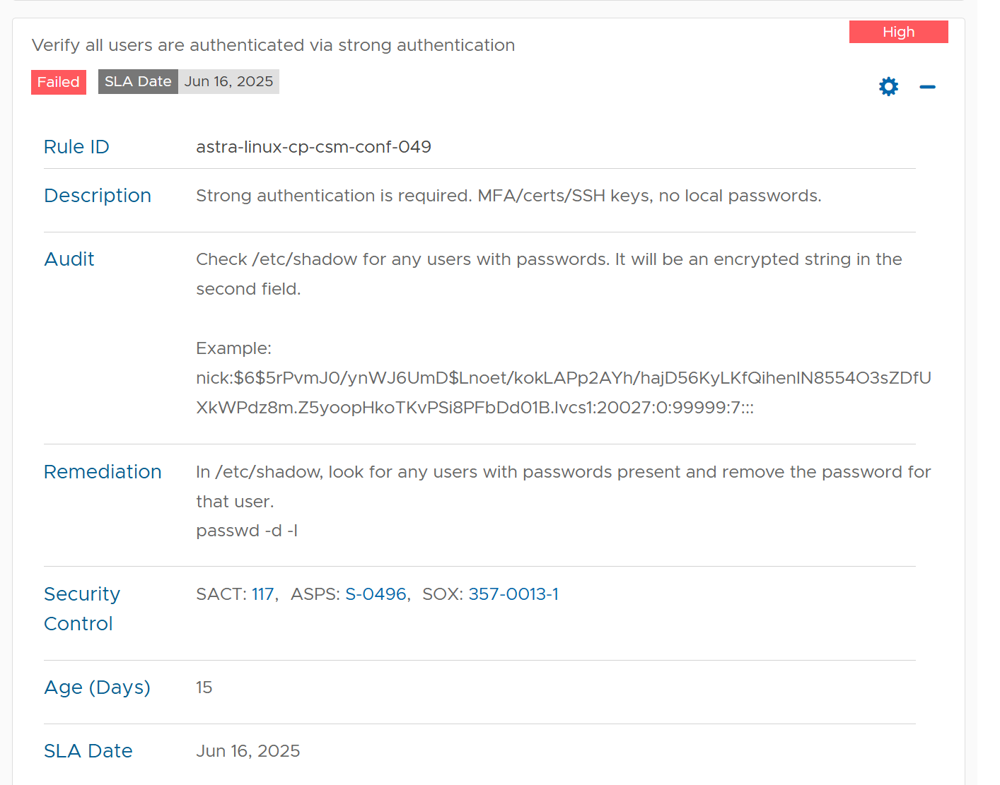 High
Verify all users are authenticated via strong authentication
Failed SLA Date Jun 16, 2025
Rule ID astra-linux-cp-csm-conf-049
Description Strong authentication is required. MFA/certs/SSH keys, no local passwords.
Audit Check /etc/shadow for any users with passwords. It will be an encrypted string in the
second field.
Example:
nick:$6$5rPvmJ0/ynWJ6UmD$Lnoet/kokLAPp2AYh/hajD56KyLKfQihenIN8554O3sZDfU
XkWPdz8m.Z5yoopHkoTKvPSi8PFbDd01B.Ivcs1:20027:0:99999:7:::
Remediation In /etc/shadow, look for any users with passwords present and remove the password for
that user.
passwd -d -l
Security SACT: 117, ASPS: S-0496, SOX: 357-0013-1
Control
Age (Days) 15
SLA Date Jun 16, 2025